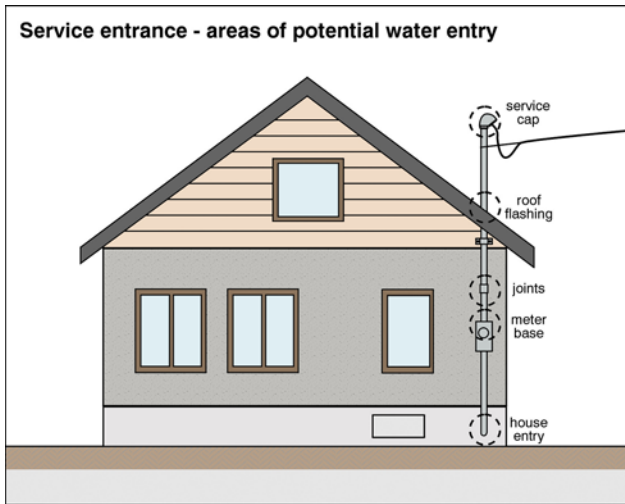 Service entrance - areas of potential water entry
service
cap
roof
flashing
joints
meter
base
house
entry